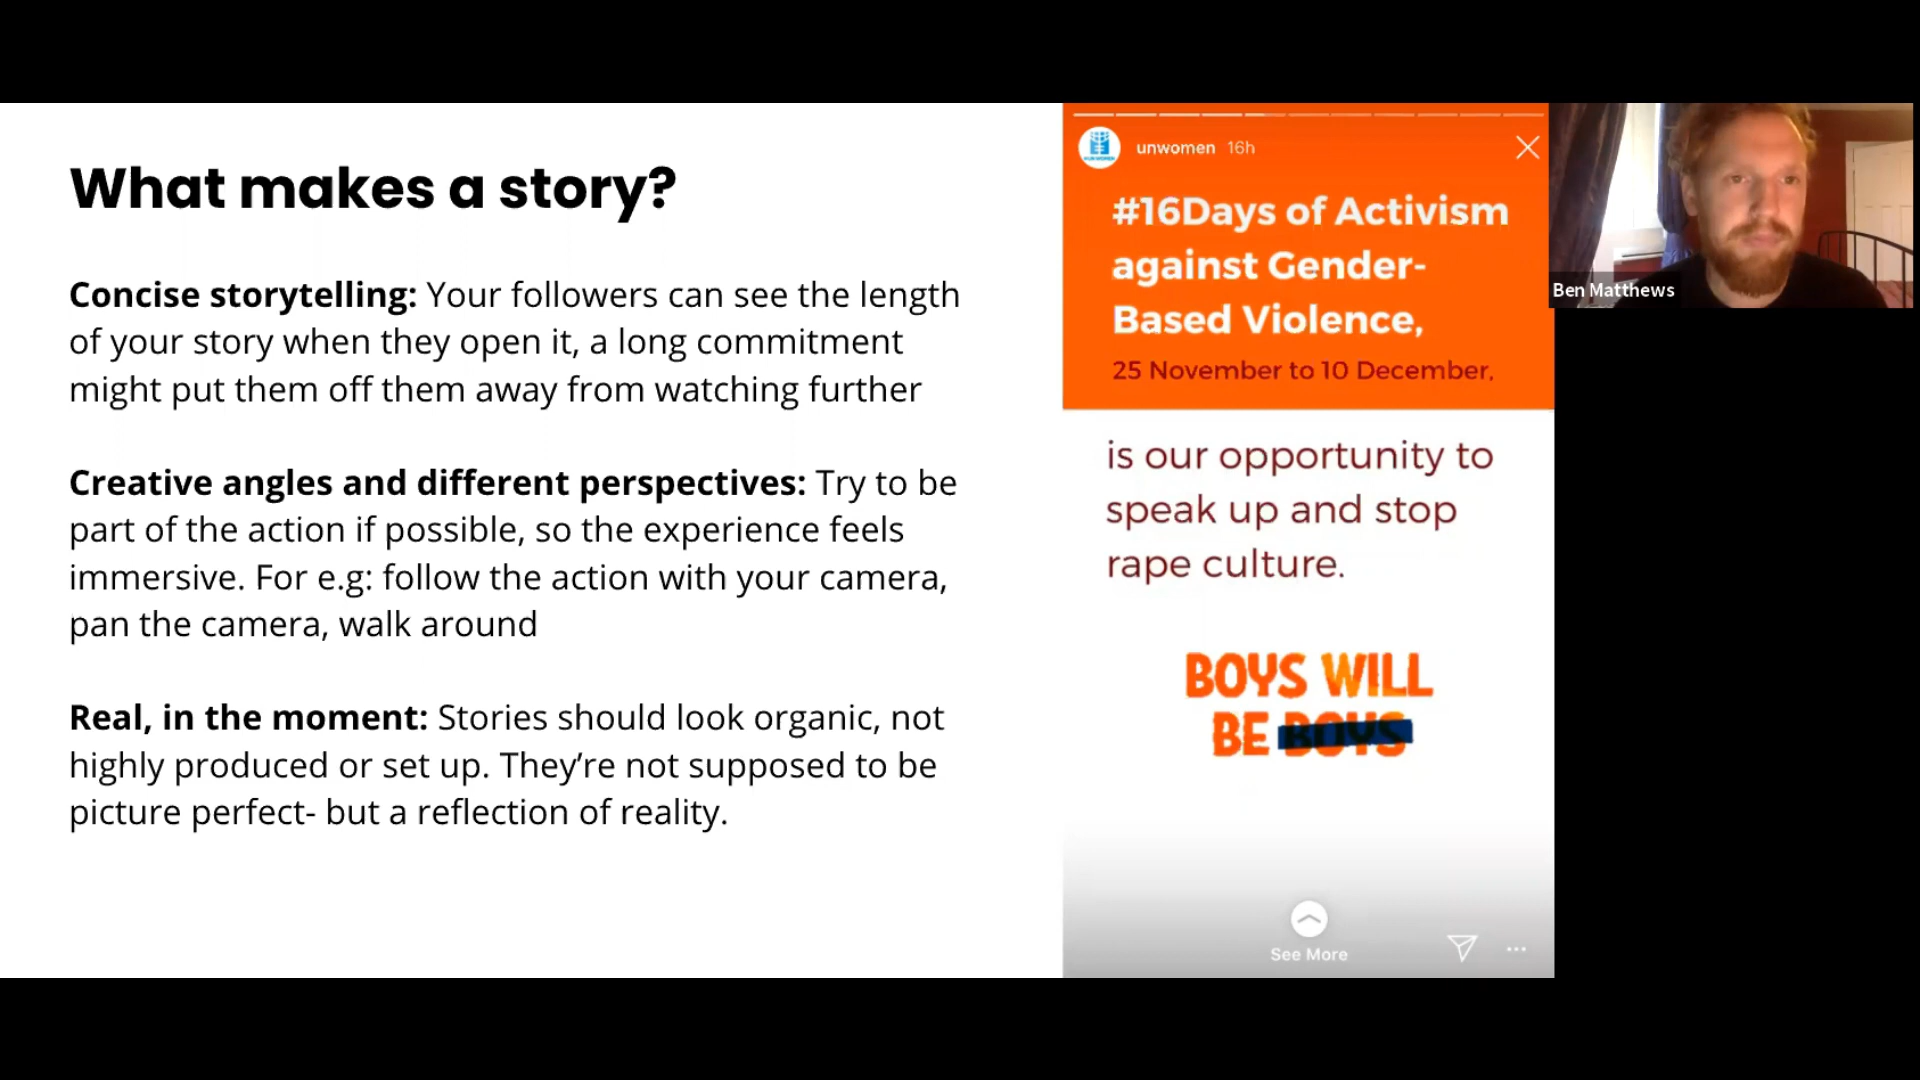 What makes a story?
Concise storytelling: Your followers can see the length
of your story when they open it, a long commitment
might put them off them away from watching further
Creative angles and different perspectives: Try to be
part of the action if possible, so the experience feels
immersive. For e.g: follow the action with your camera,
pan the camera, walk around
Real, in the moment: Stories should look organic, not
highly produced or set up. They’re not supposed to be
picture perfect- but a reflection of reality.
unwomen 16h
#16Days of Activism
against Gender-
Based Violence,
25 November to 10 December,
is our opportunity to
speak up and stop
rape culture.
BOYS WILL
BE BOYS
See More
Ben Matthews